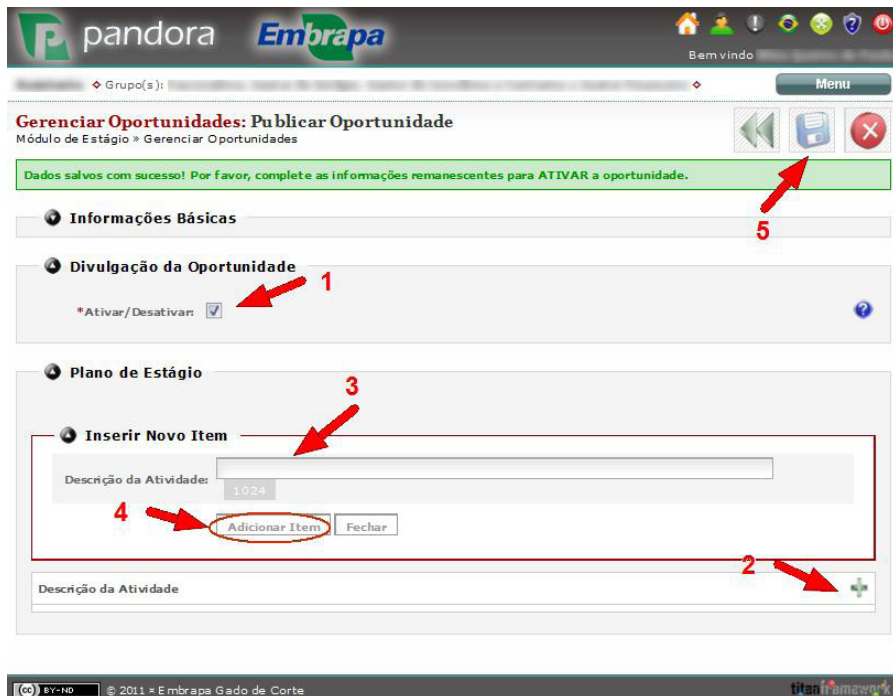 pandora Embrapa
Bem vindo
Grupo(s):
Menu
Gerenciar Oportunidades: Publicar Oportunidade
Módulo de Estágio » Gerenciar Oportunidades
Dados salvos com sucesso! Por favor, complete as informações remanescentes para ATIVAR a oportunidade.
5
Informações Básicas
Divulgação da Oportunidade
1
*Ativar/Desativar:
Plano de Estágio
3
Inserir Novo Item
Descrição da Atividade:
1024
4
Adicionar Item Fechar
2
Descrição da Atividade
(cc) BY-ND © 2011 × Embrapa Gado de Corte
titanframework